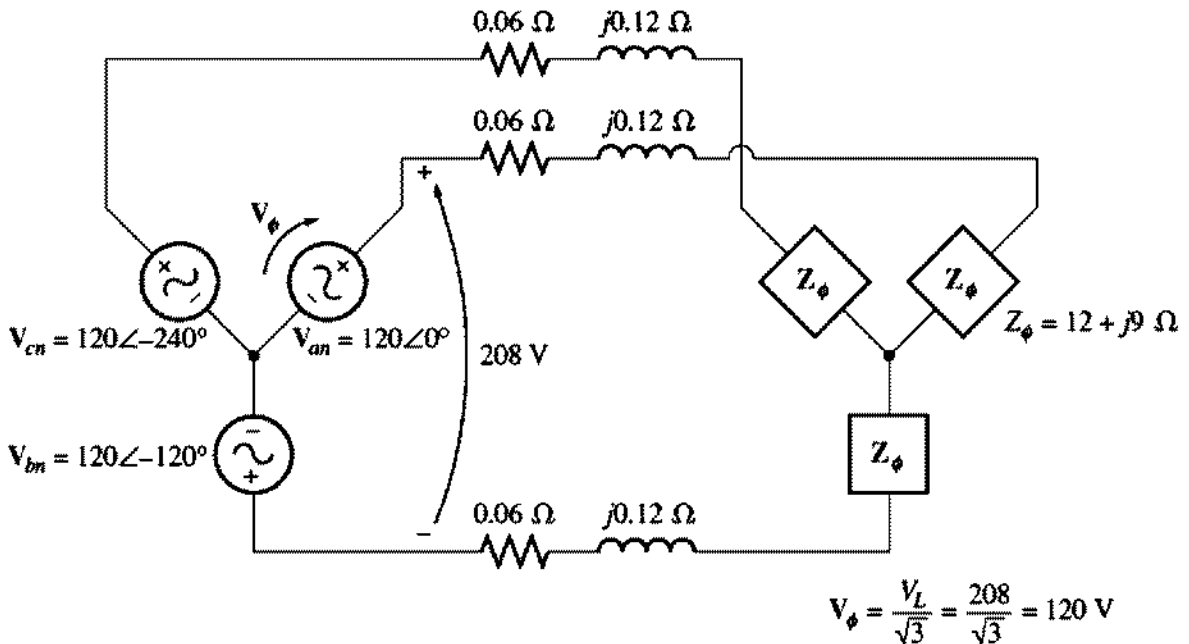 0.06 Ω j0.12 Ω
0.06 Ω j0.12 Ω
+
V_ϕ
Z_ϕ Z_ϕ
V_cn = 120∠–240° V_an = 120∠0°
Z_ϕ = 12 + j9 Ω
208 V
V_bn = 120∠–120°
–
+
Z_ϕ
0.06 Ω j0.12 Ω
–
V_ϕ = V_L/√3 = 208/√3 = 120 V